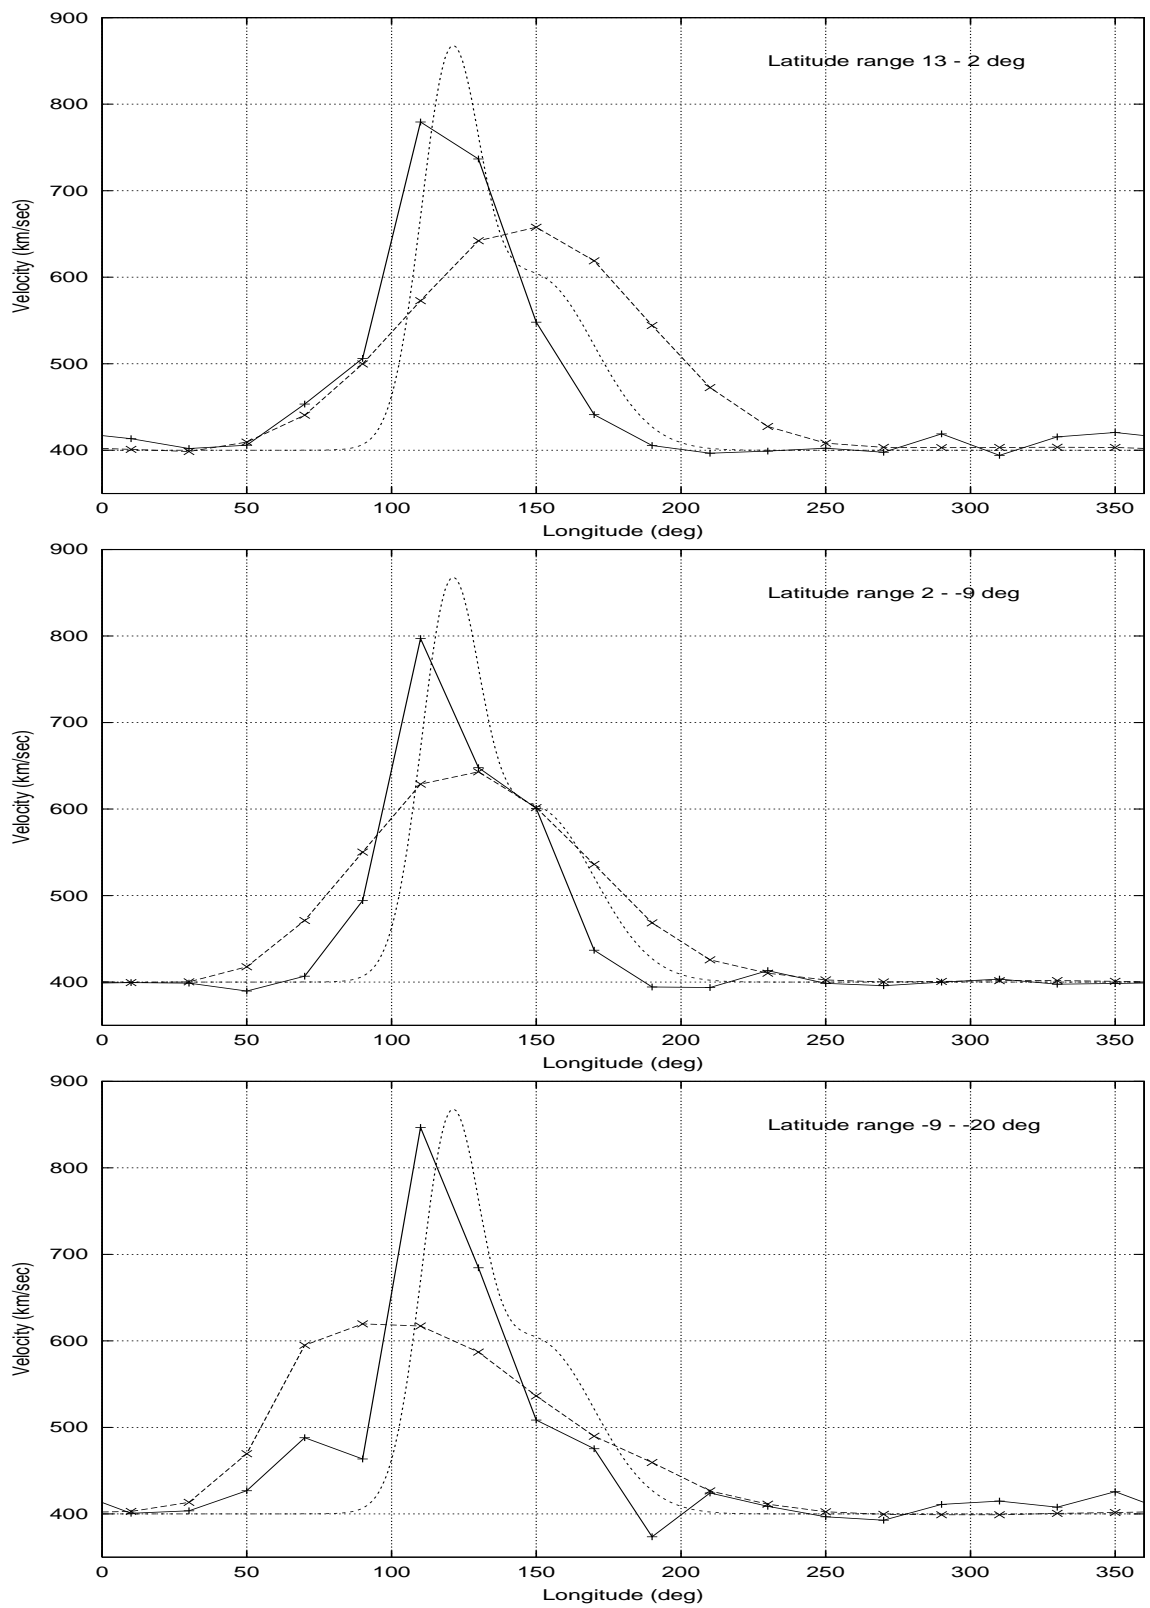 900
800
700
600
500
400
Velocity (km/sec)
Latitude range 13 - 2 deg
0 50 100 150 200 250 300 350
Longitude (deg)
900
800
700
600
500
400
Velocity (km/sec)
Latitude range 2 - -9 deg
0 50 100 150 200 250 300 350
Longitude (deg)
900
800
700
600
500
400
Velocity (km/sec)
Latitude range -9 - -20 deg
0 50 100 150 200 250 300 350
Longitude (deg)